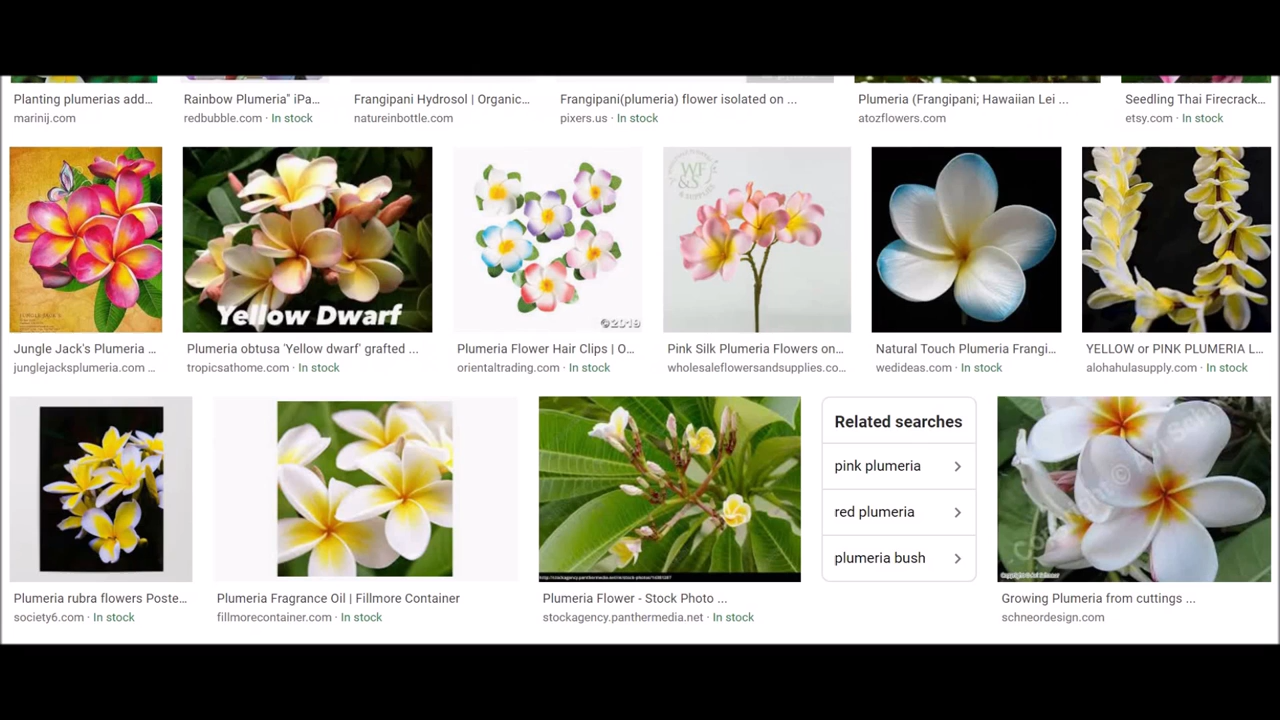 Planting plumerias add...
marinij.com
Rainbow Plumeria" iPa...
redbubble.com · In stock
Frangipani Hydrosol | Organic...
natureinbottle.com
Frangipani(plumeria) flower isolated on ...
pixers.us · In stock
Plumeria (Frangipani; Hawaiian Lei ...
atozflowers.com
Seedling Thai Firecrack...
etsy.com · In stock
Yellow Dwarf
©2019
WF
&S
& SUPPLIES
Jungle Jack's Plumeria ...
junglejacksplumeria.com ...
Plumeria obtusa 'Yellow dwarf' grafted ...
tropicsathome.com · In stock
Plumeria Flower Hair Clips | O...
orientaltrading.com · In stock
Pink Silk Plumeria Flowers on...
wholesaleflowersandsupplies.co...
Natural Touch Plumeria Frangi...
wedideas.com · In stock
YELLOW or PINK PLUMERIA L...
alohahulasupply.com · In stock
Related searches
pink plumeria
red plumeria
plumeria bush
Plumeria rubra flowers Poste...
society6.com · In stock
Plumeria Fragrance Oil | Fillmore Container
fillmorecontainer.com · In stock
Plumeria Flower - Stock Photo ...
stockagency.panthermedia.net · In stock
Growing Plumeria from cuttings ...
schneordesign.com